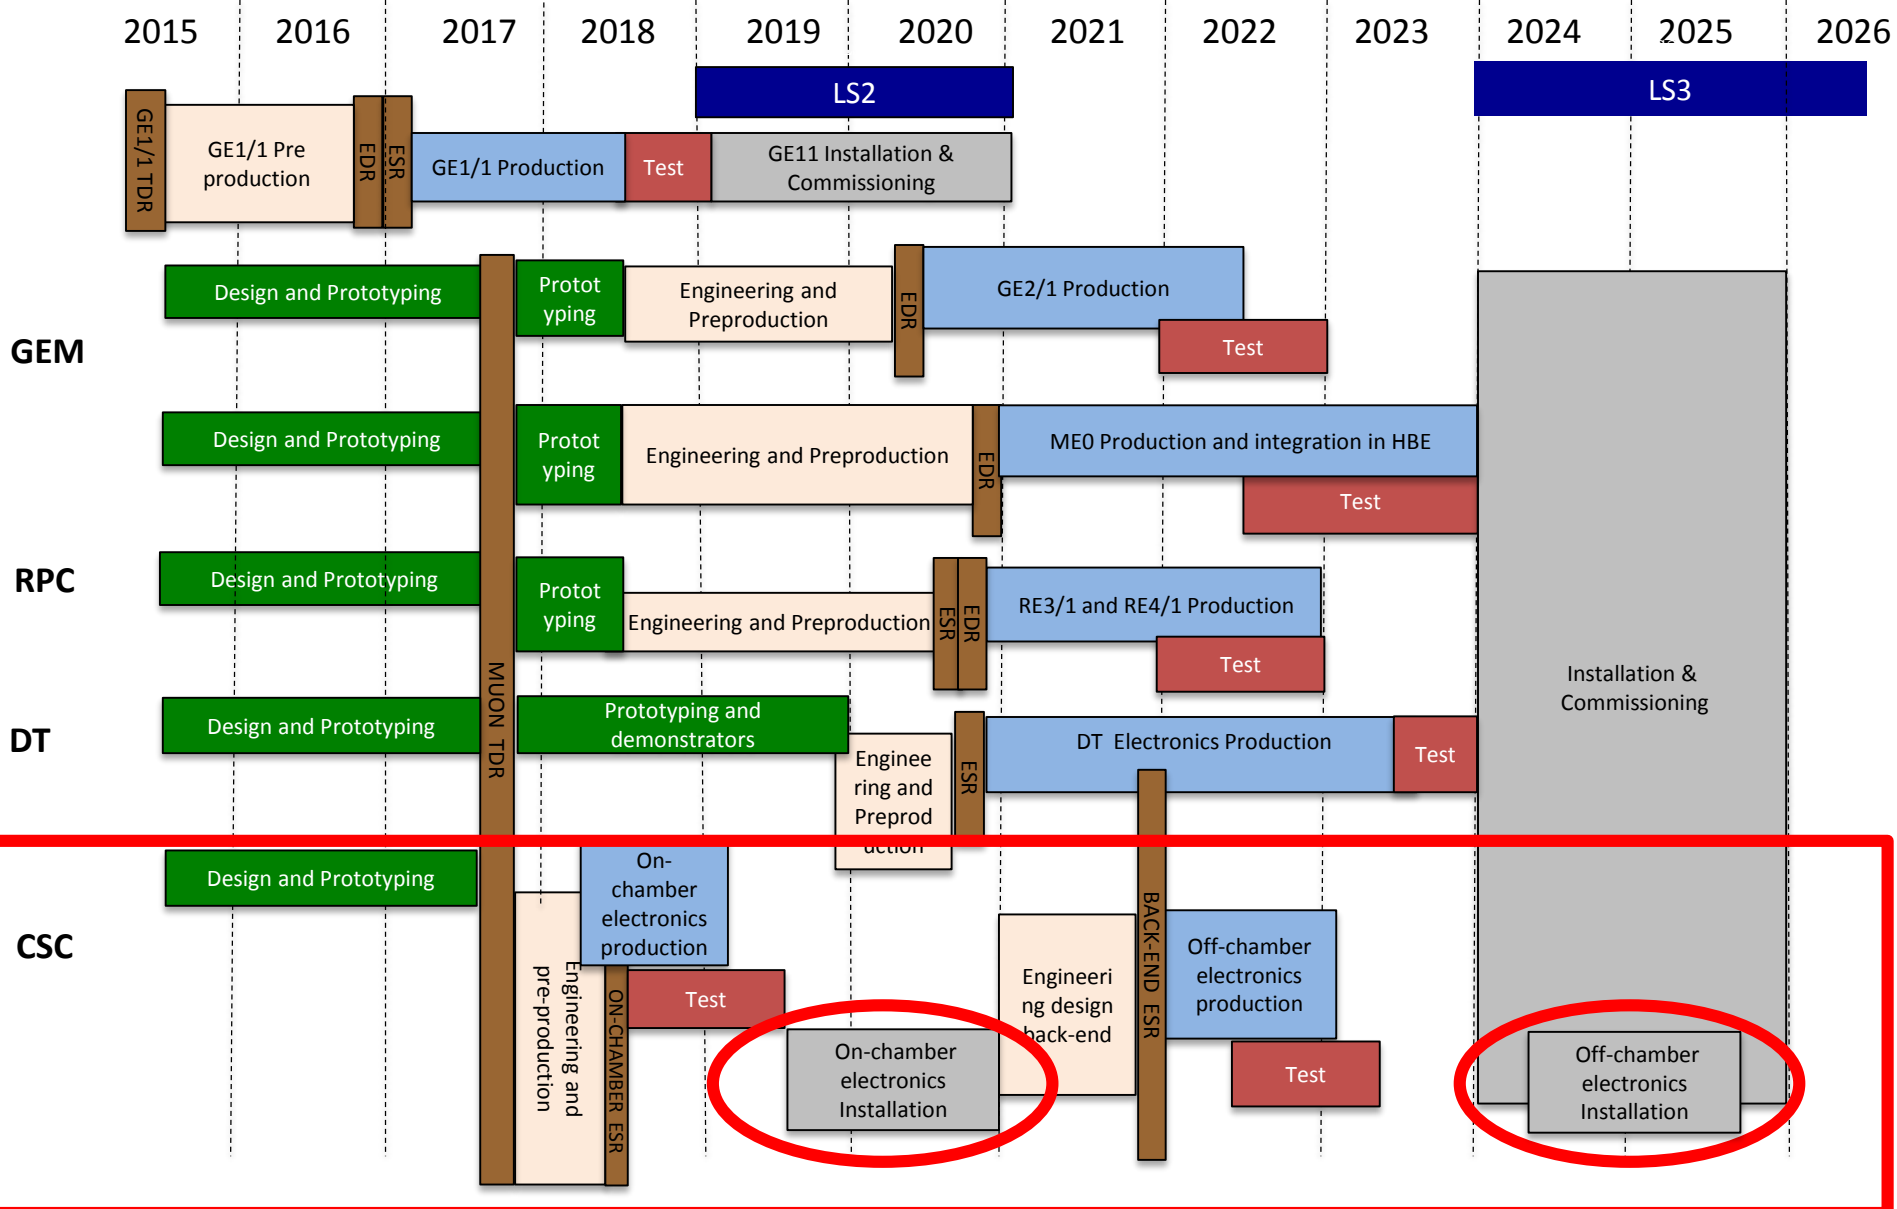 2015 2016 2017 2018 2019 2020 2021 2022 2023 2024 2025 2026
LS2
LS3
GE1/1 TDR
GE1/1 Pre
production
EDR
ESR
GE1/1 Production
Test
GE11 Installation &
Commissioning
GEM
Design and Prototyping
MUON TDR
Protot
yping
Engineering and
Preproduction
EDR
GE2/1 Production
Test
Design and Prototyping
Protot
yping
Engineering and Preproduction
EDR
ME0 Production and integration in HBE
Test
Installation &
Commissioning
RPC
Design and Prototyping
Protot
yping
Engineering and Preproduction
ESR
EDR
RE3/1 and RE4/1 Production
Test
DT
Design and Prototyping
Prototyping and
demonstrators
Enginee
ring and
Preprod
uction
ESR
DT Electronics Production
Test
CSC
Design and Prototyping
Engineering and
pre-production
On-
chamber
electronics
production
ON-CHAMBER ESR
Test
On-chamber
electronics
Installation
Engineeri
ng design
back-end
BACK-END ESR
Off-chamber
electronics
production
Test
Off-chamber
electronics
Installation